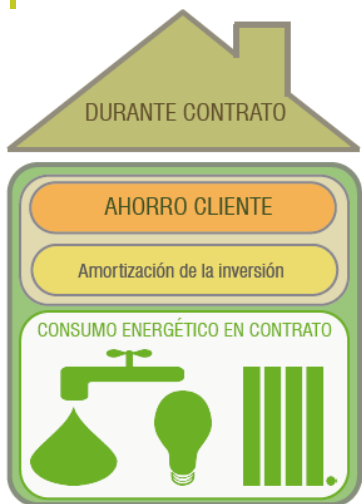 DURANTE CONTRATO
AHORRO CLIENTE
Amortización de la inversión
CONSUMO ENERGÉTICO EN CONTRATO